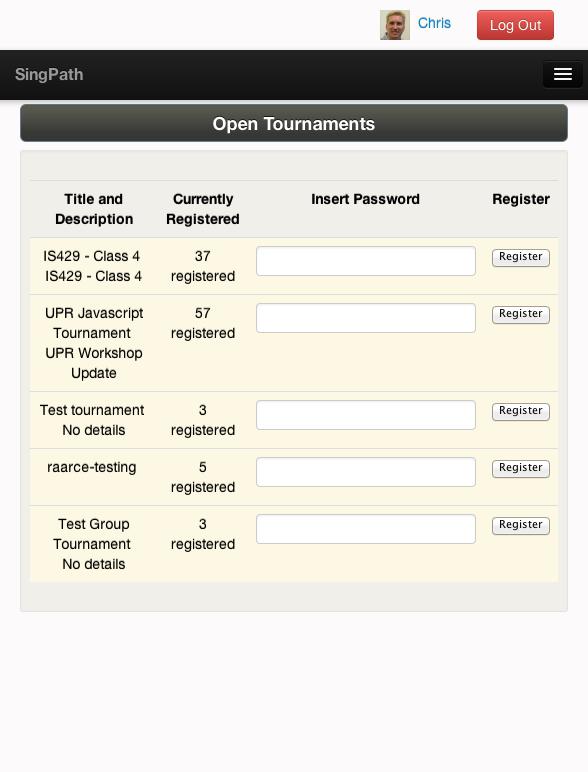 Chris
Log Out
SingPath
Open Tournaments
Title and Description
Currently Registered
Insert Password
Register
IS429 - Class 4
IS429 - Class 4
37 registered
Register
UPR Javascript
Tournament
UPR Workshop
Update
57 registered
Register
Test tournament
No details
3 registered
Register
raarce-testing
5 registered
Register
Test Group
Tournament
No details
3 registered
Register